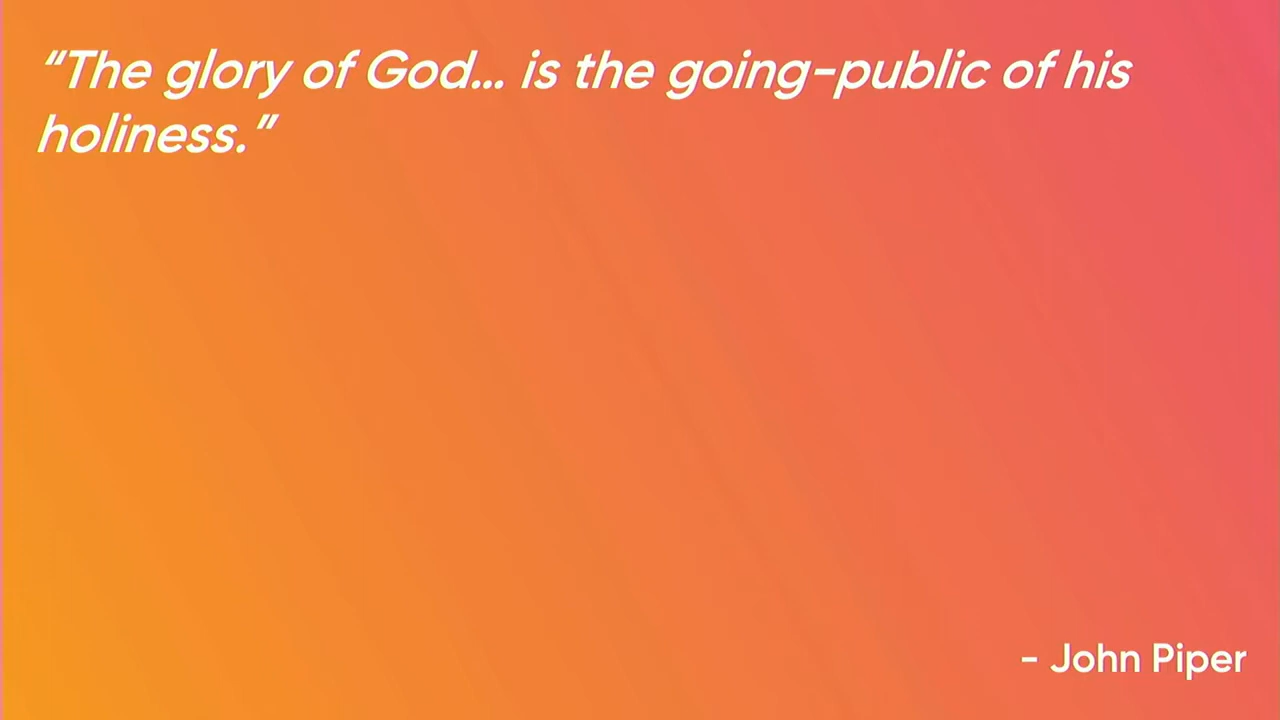 “The glory of God... is the going-public of his
holiness.”
- John Piper